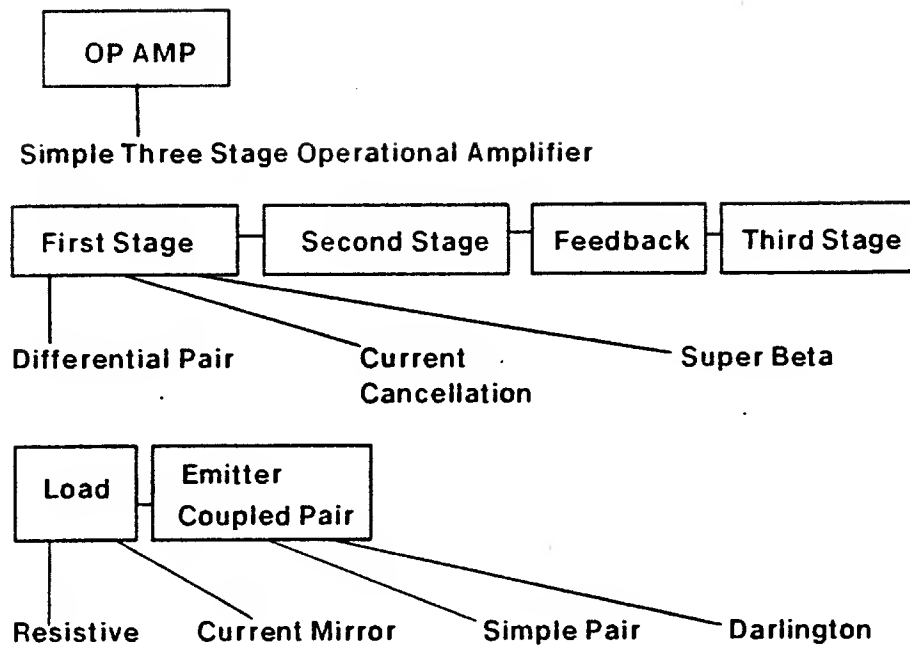 OP AMP
Simple Three Stage Operational Amplifier
First Stage
Second Stage
Feedback
Third Stage
Differential Pair
Current
Cancellation
Super Beta
Load
Emitter
Coupled Pair
Resistive
Current Mirror
Simple Pair
Darlington